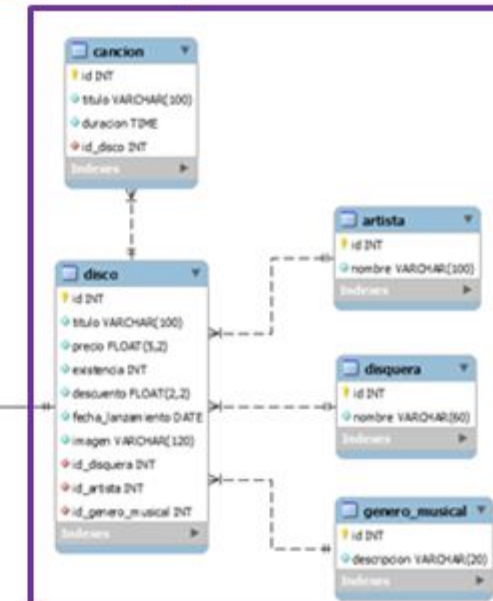 cancion
id INT
titulo VARCHAR(100)
duracion TIME
id_disco INT
Indexes
disco
id INT
titulo VARCHAR(100)
precio FLOAT(5,2)
existencia INT
descuento FLOAT(2,2)
fecha_lanzamiento DATE
imagen VARCHAR(120)
id_disquera INT
id_artista INT
id_genero_musical INT
Indexes
artista
id INT
nombre VARCHAR(100)
Indexes
disquera
id INT
nombre VARCHAR(60)
Indexes
genero_musical
id INT
descripcion VARCHAR(20)
Indexes